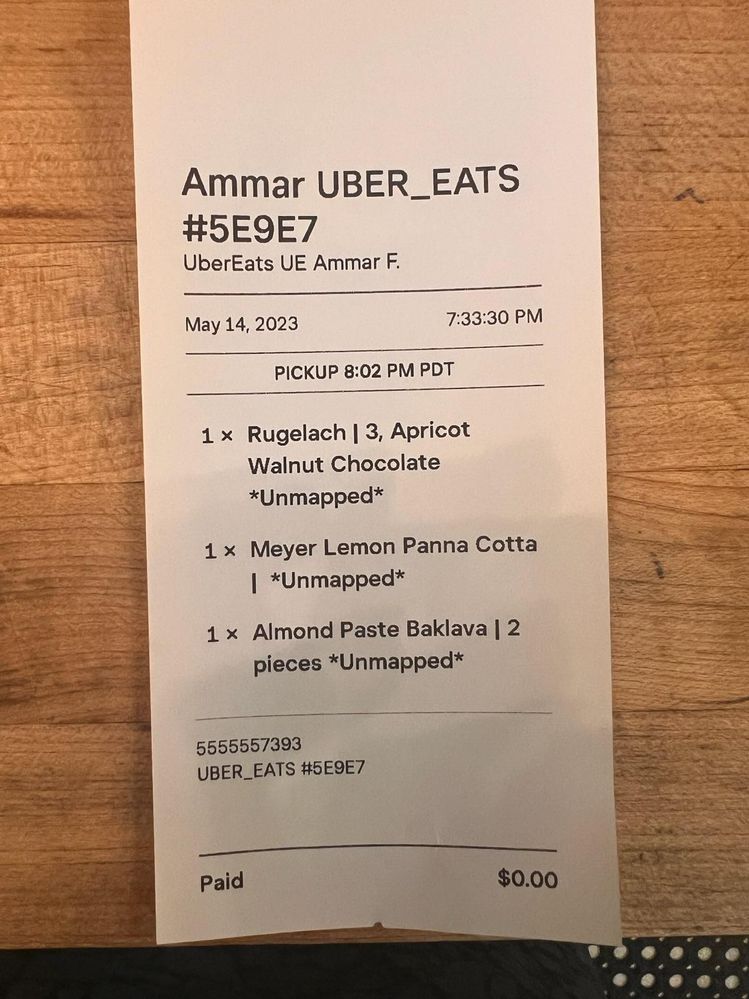 Ammar UBER_EATS
#5E9E7
UberEats UE Ammar F.
May 14, 2023 7:33:30 PM
PICKUP 8:02 PM PDT
1 × Rugelach | 3, Apricot
Walnut Chocolate
*Unmapped*
1 × Meyer Lemon Panna Cotta
| *Unmapped*
1 × Almond Paste Baklava | 2
pieces *Unmapped*
5555557393
UBER_EATS #5E9E7
Paid $0.00